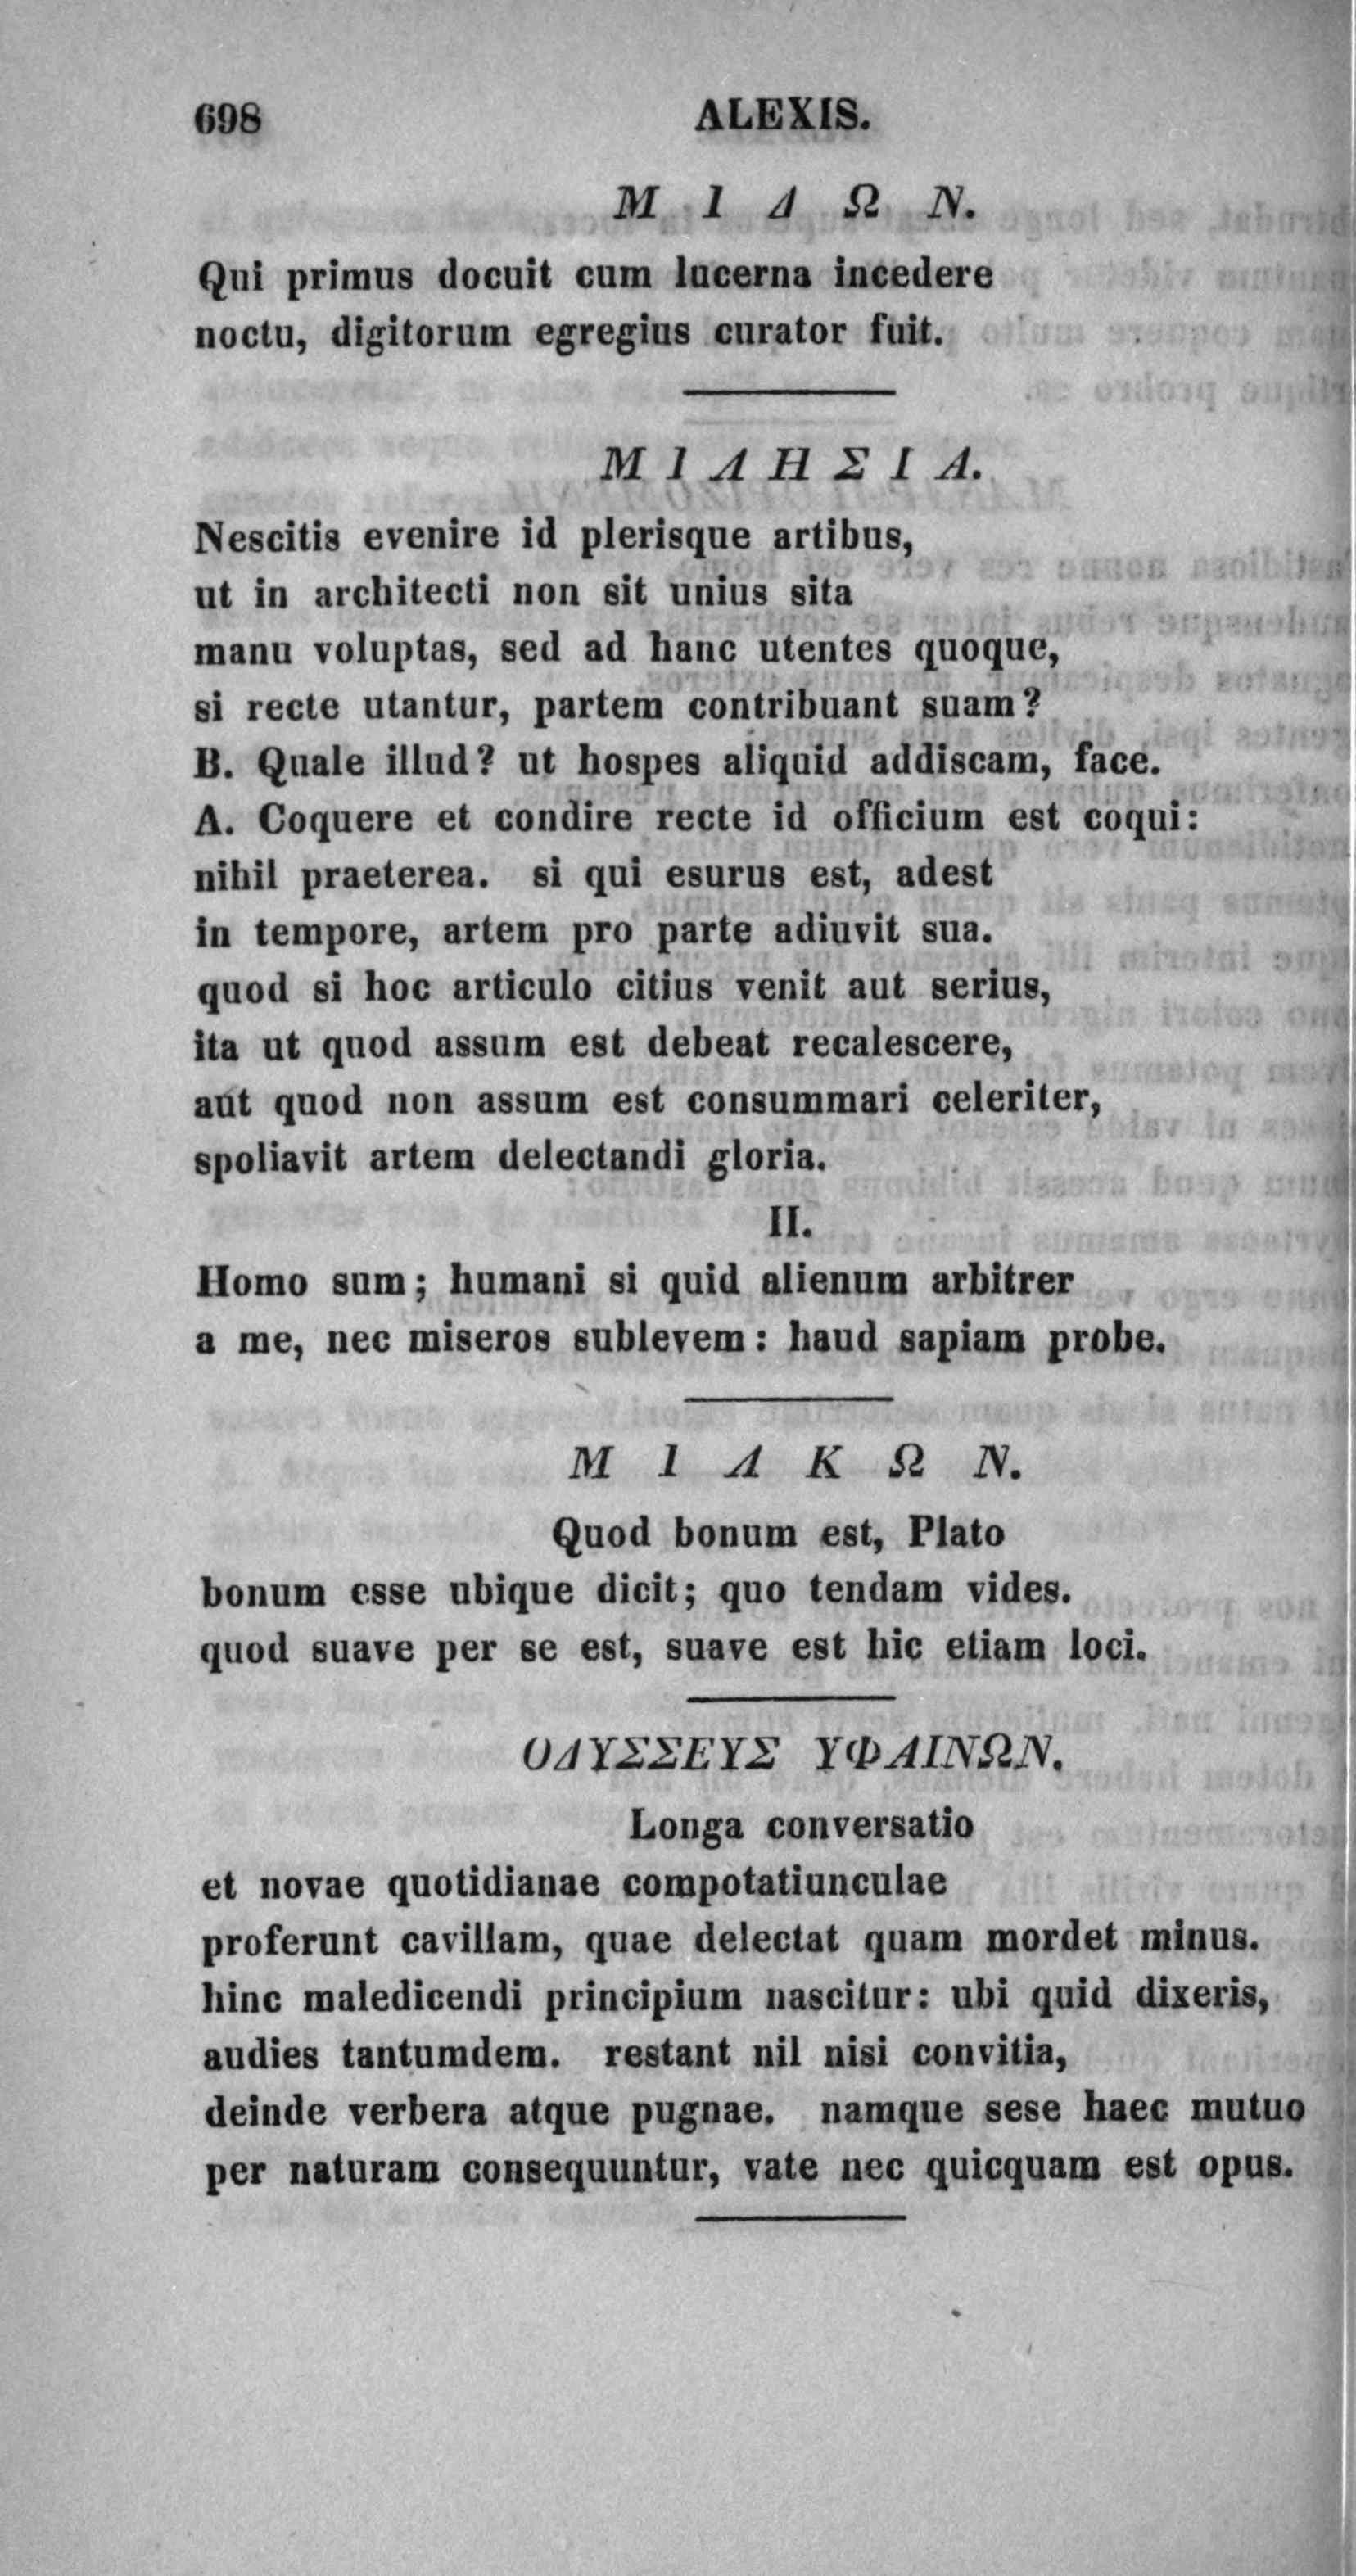 698 ALEXIS.
Μ Ι Δ Ω Ν.
Qui primus docuit cum lucerna incedere
noctu, digitorum egregius curator fuit.
Μ Ι Λ Η Σ Ι Α.
Nescitis evenire id plerisque artibus,
ut in architecti non sit unius sita
manu voluptas, sed ad hanc utentes quoque,
si recte utantur, partem contribuant suam?
B. Quale illud? ut hospes aliquid addiscam, face.
A. Coquere et condire recte id officium est coqui:
nihil praeterea. si qui esurus est, adest
in tempore, artem pro parte adiuvit sua.
quod si hoc articulo citius venit aut serius,
ita ut quod assum est debeat recalescere,
aut quod non assum est consummari celeriter,
spoliavit artem delectandi gloria.
II.
Homo sum; humani si quid alienum arbitrer
a me, nec miseros sublevem: haud sapiam probe.
Μ Ι Λ Κ Ω Ν.
Quod bonum est, Plato
bonum esse ubique dicit; quo tendam vides.
quod suave per se est, suave est hic etiam loci.
ΟΔΥΣΣΕΥΣ ΥΦΑΙΝΩΝ.
Longa conversatio
et novae quotidianae compotatiunculae
proferunt cavillam, quae delectat quam mordet minus.
hinc maledicendi principium nascitur: ubi quid dixeris,
audies tantumdem. restant nil nisi convitia,
deinde verbera atque pugnae. namque sese haec mutuo
per naturam consequuntur, vate nec quicquam est opus.